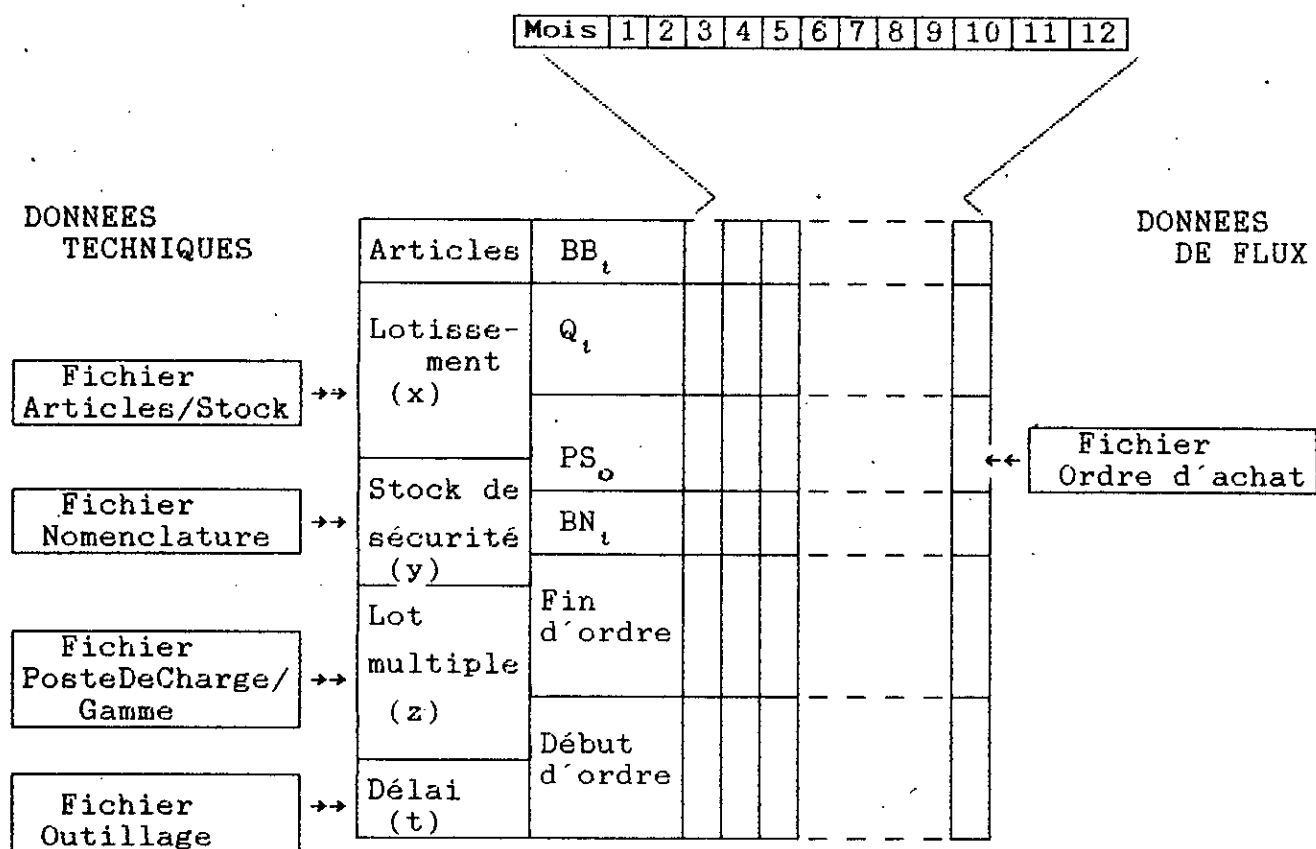 Mois 1 2 3 4 5 6 7 8 9 10 11 12
DONNEES
TECHNIQUES
DONNEES
DE FLUX
Fichier
Articles/Stock
Fichier
Nomenclature
Fichier
PosteDeCharge/
Gamme
Fichier
Outillage
Articles
Lotisse-
ment
(x)
Stock de
sécurité
(y)
Lot
multiple
(z)
Délai
(t)
BBt
Qt
PSo
BNt
Fin
d´ordre
Début
d´ordre
Fichier
Ordre d´achat